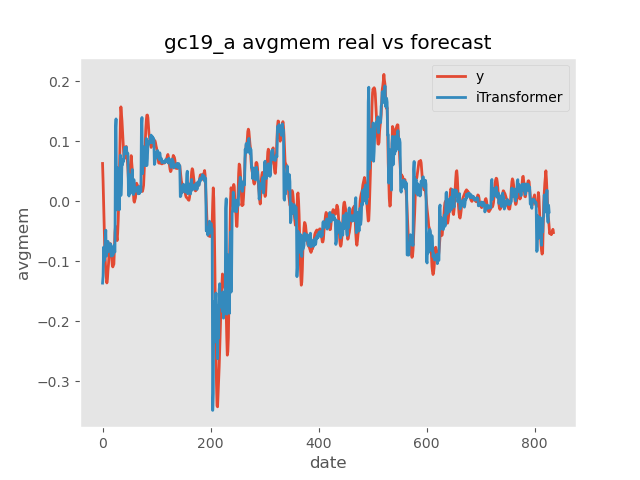 gc19_a avgmem real vs forecast
y
iTransformer
avgmem
0.2
0.1
0.0
−0.1
−0.2
−0.3
0 200 400 600 800
date